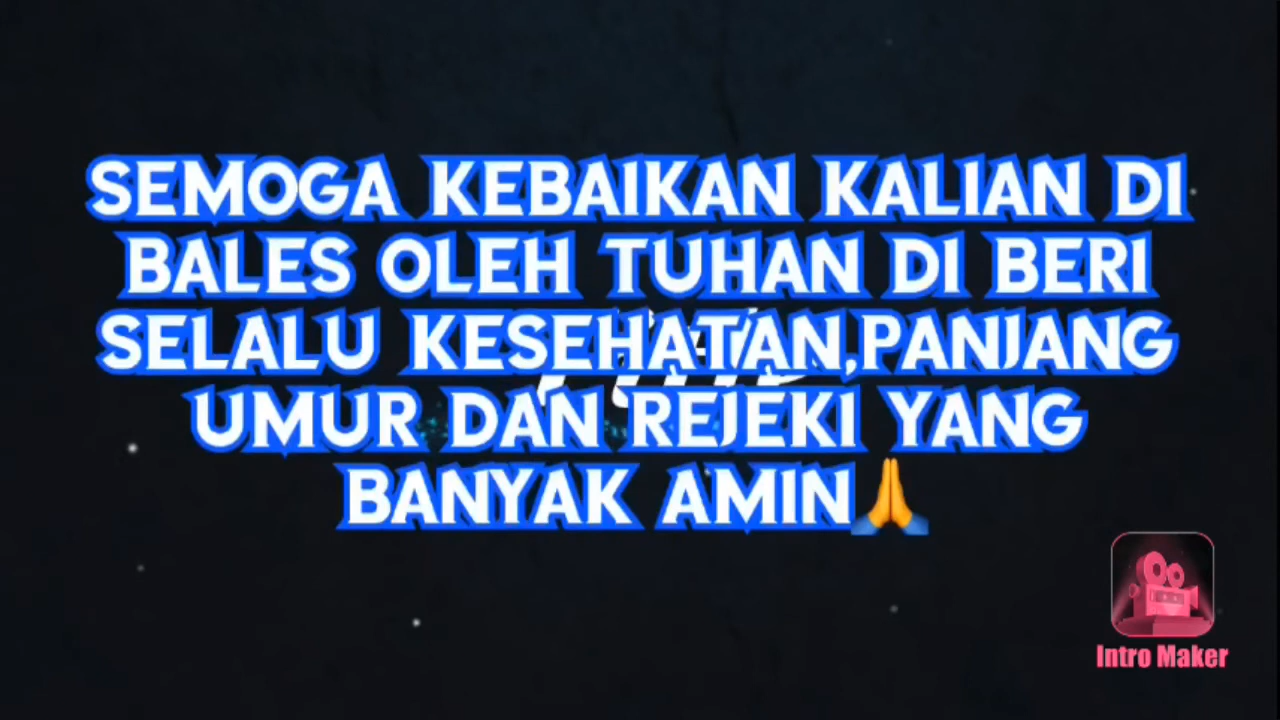 SEMOGA KEBAIKAN KALIAN DI
BALES OLEH TUHAN DI BERI
SELALU KESEHATAN,PANJANG
UMUR DAN REJEKI YANG
BANYAK AMIN🙏
Intro Maker